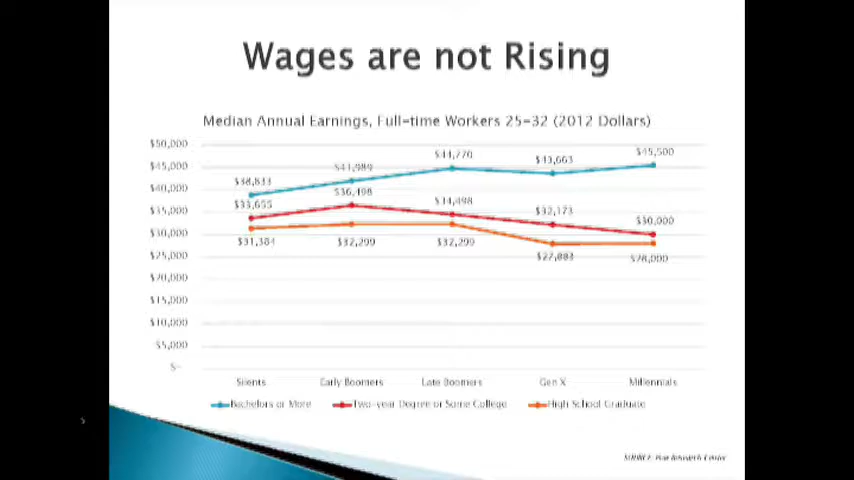 Wages are not Rising
Median Annual Earnings, Full-time Workers 25-32 (2012 Dollars)
$50,000
$45,000
$40,000
$35,000
$30,000
$25,000
$20,000
$15,000
$10,000
$5,000
$-
$38,833
$41,989
$44,770
$43,663
$45,500
$33,655
$36,498
$34,498
$32,173
$30,000
$31,384
$32,299
$32,299
$27,883
$28,000
Silents
Early Boomers
Late Boomers
Gen X
Millennials
Bachelors or More
Two-year Degree or Some College
High School Graduate
SOURCE: Pew Research Center